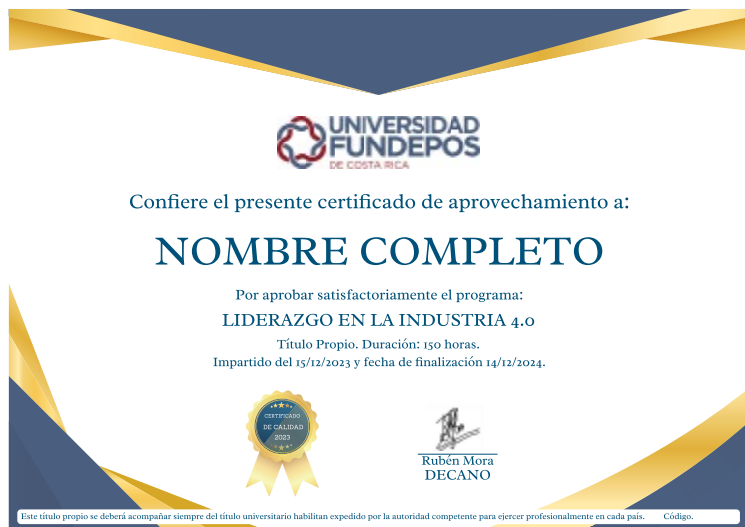 UNIVERSIDAD
FUNDEPOS
DE COSTA RICA
Confiere el presente certificado de aprovechamiento a:
NOMBRE COMPLETO
Por aprobar satisfactoriamente el programa:
LIDERAZGO EN LA INDUSTRIA 4.0
Título Propio. Duración: 150 horas.
Impartido del 15/12/2023 y fecha de finalización 14/12/2024.
CERTIFICADO
DE CALIDAD
2023
Rubén Mora
DECANO
Este título propio se deberá acompañar siempre del título universitario habilitan expedido por la autoridad competente para ejercer profesionalmente en cada país. Código.